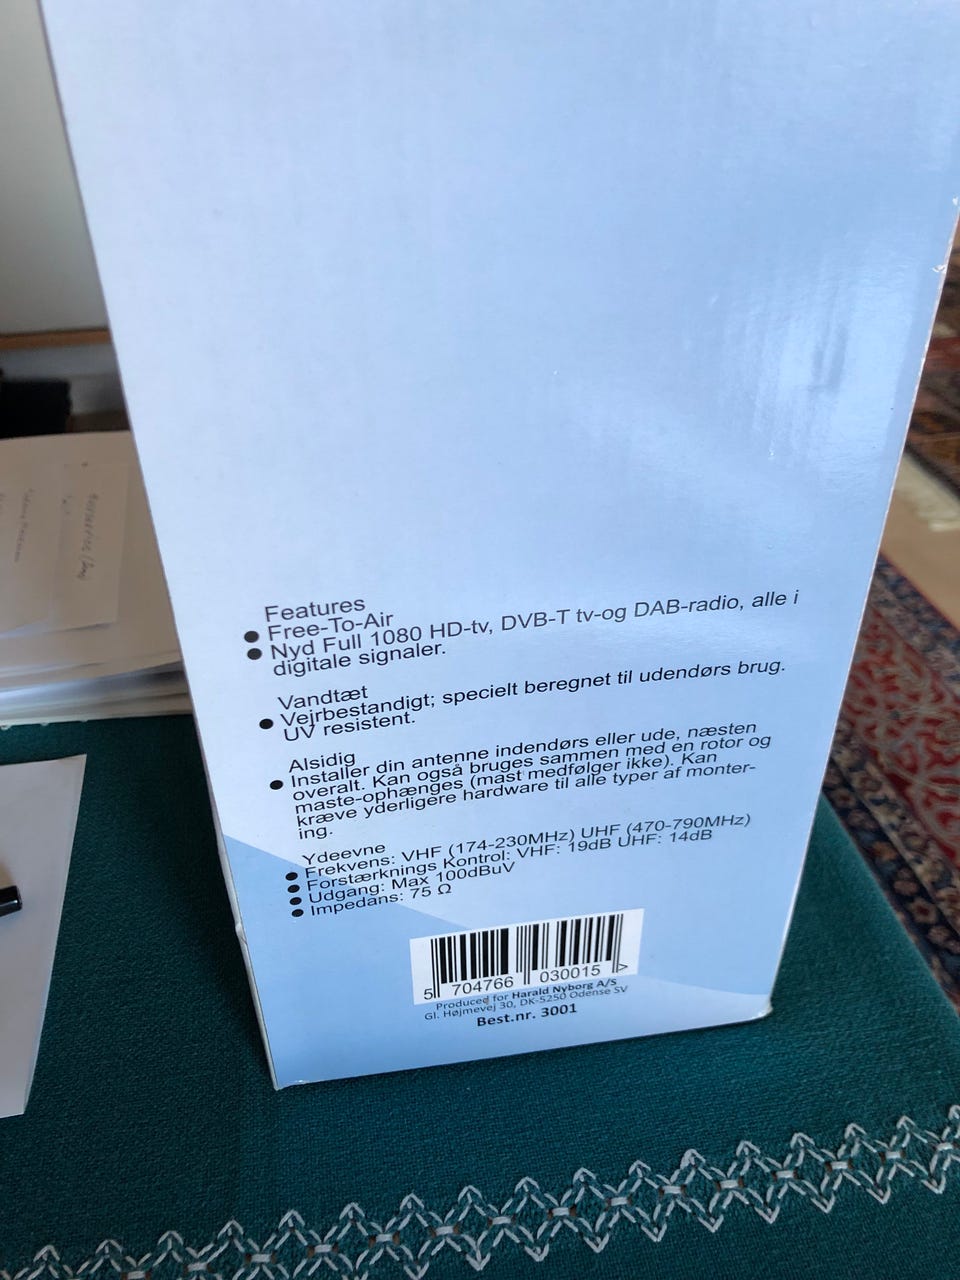 Features
● Free-To-Air
● Nyd Full 1080 HD-tv, DVB-T tv-og DAB-radio, alle i
digitale signaler.
Vandtæt
● Vejrbestandigt; specielt beregnet til udendørs brug.
UV resistent.
Alsidig
● Installer din antenne indendørs eller ude, næsten
overalt. Kan også bruges sammen med en rotor og
maste-ophænges (mast medfølger ikke). Kan
kræve yderligere hardware til alle typer af monter-
ing.
Ydeevne
● Frekvens: VHF (174-230MHz) UHF (470-790MHz)
● Forstærknings Kontrol: VHF: 19dB UHF: 14dB
● Udgang: Max 100dBuV
● Impedans: 75 Ω
5 704766 030015 >
Produced for Harald Nyborg A/S
Gl. Højmevej 30, DK-5250 Odense SV
Best.nr. 3001